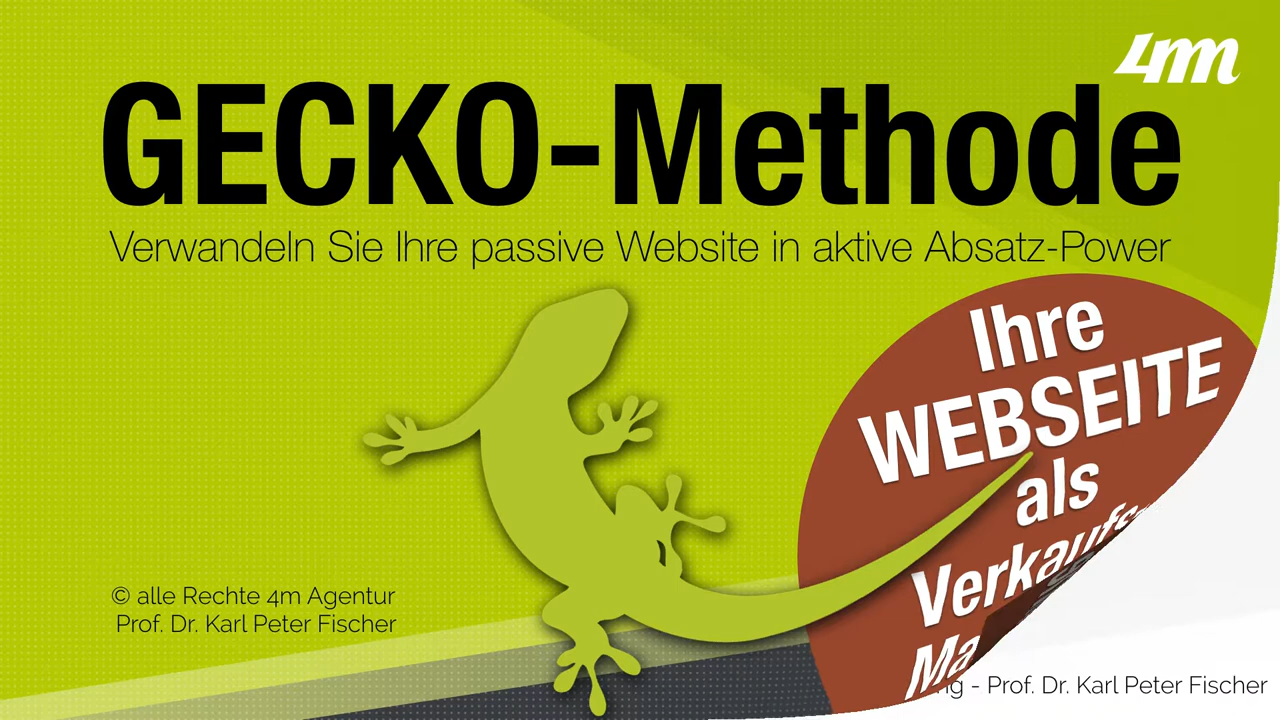 4m
GECKO-Methode
Verwandeln Sie Ihre passive Website in aktive Absatz-Power
Ihre
WEBSEITE
als
© alle Rechte 4m Agentur
Prof. Dr. Karl Peter Fischer
- Prof. Dr. Karl Peter Fischer